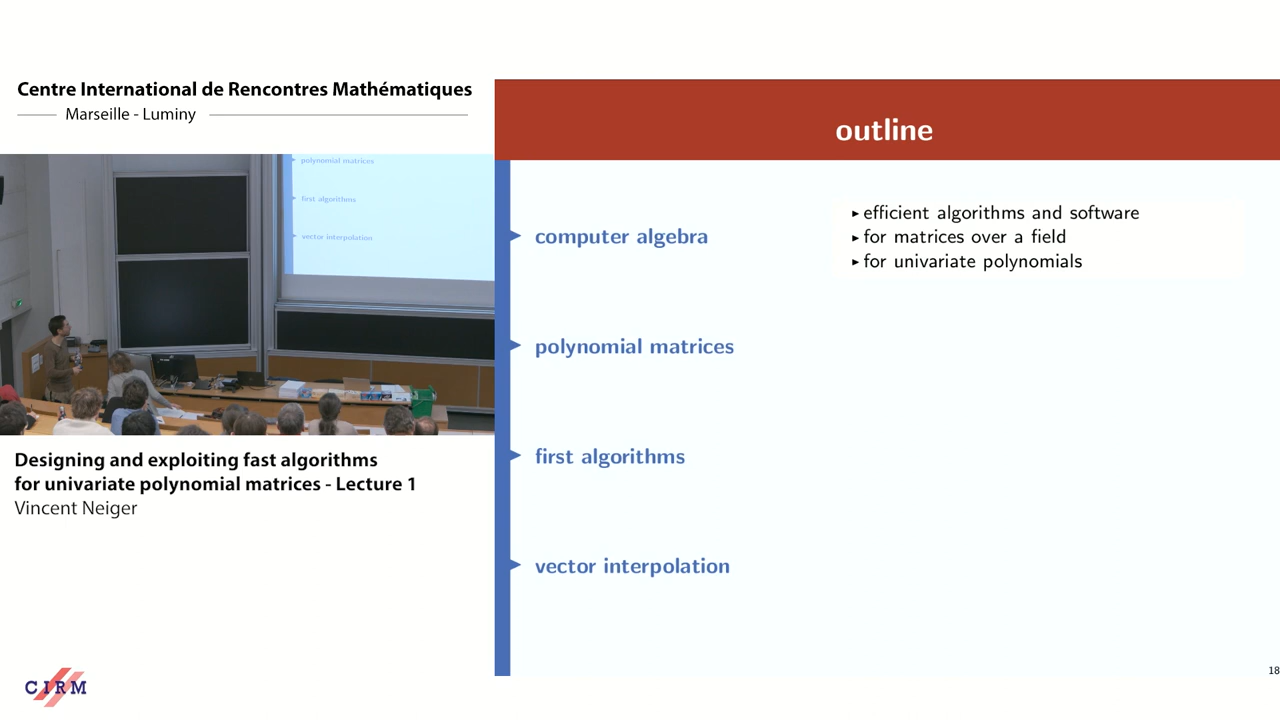 Centre International de Rencontres Mathématiques
Marseille - Luminy
polynomial matrices
first algorithms
vector interpolation
Designing and exploiting fast algorithms
for univariate polynomial matrices - Lecture 1
Vincent Neiger
CIRM
outline
computer algebra
▸ efficient algorithms and software
▸ for matrices over a field
▸ for univariate polynomials
polynomial matrices
first algorithms
vector interpolation
18